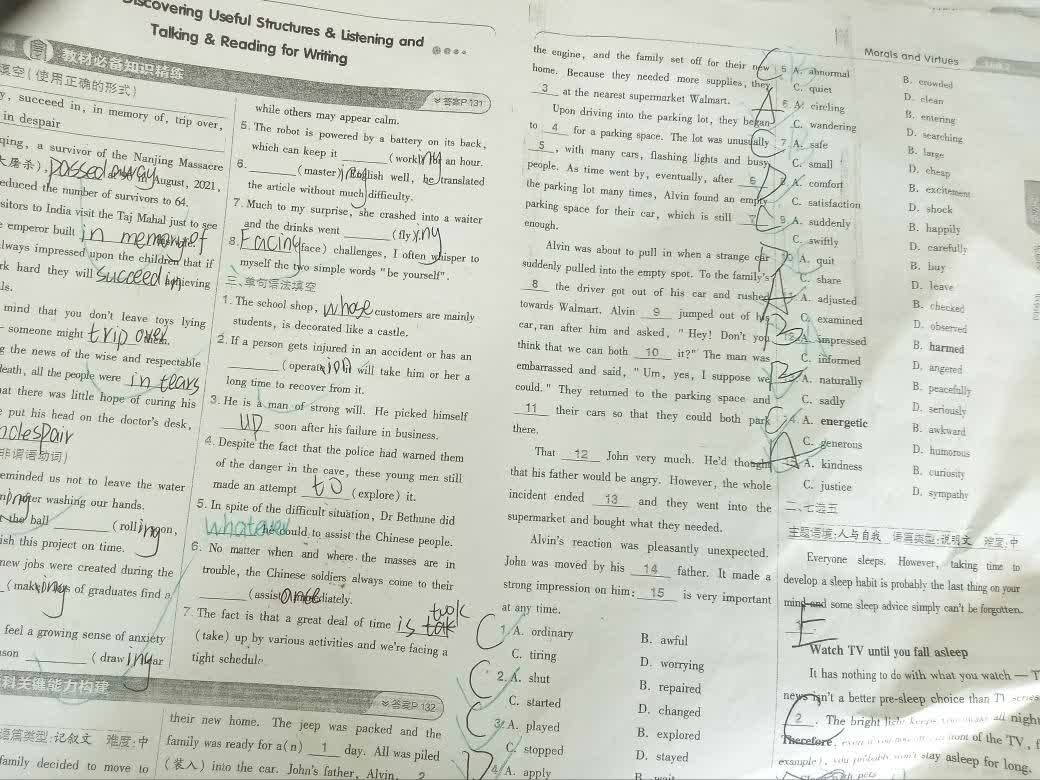 Discovering Useful Structures & Listening and
Talking & Reading for Writing
教材必备知识精练
答案P 131
填空(使用正确的形式)
y, succeed in, in memory of, trip over,
in despair
qing, a survivor of the Nanjing Massacre
大屠杀), passed away at 90 in August, 2021,
educed the number of survivors to 64.
sitors to India visit the Taj Mahal just to see
e emperor built in memory of
lways impressed upon the children that if
rk hard they will succeed in achieving
ls.
mind that you don't leave toys lying
someone might trip over them.
g the news of the wise and respectable
death, all the people were in tears
at there was little hope of curing his
e put his head on the doctor's desk,
非谓语动词)
eminded us not to leave the water
ing after washing our hands.
t the ball (roll)ing on,
ish this project on time.
new jobs were created during the
(make)ing of graduates find a
feel a growing sense of anxiety
son (draw)ing near
科关键能力构建
答案P 132
语篇类型:记叙文 难度:中
family decided to move to
while others may appear calm.
5. The robot is powered by a battery on its back,
which can keep it (work)ing an hour.
6. (master)ing English well, he translated
the article without much difficulty.
7. Much to my surprise, she crashed into a waiter
and the drinks went (fly)ing
8. Facing (face) challenges, I often whisper to
myself the two simple words "be yourself".
三、单句语法填空
1. The school shop, whose customers are mainly
students, is decorated like a castle.
2. If a person gets injured in an accident or has an
(operate)ion it will take him or her a
long time to recover from it.
3. He is a man of strong will. He picked himself
up soon after his failure in business.
4. Despite the fact that the police had warned them
of the danger in the cave, these young men still
made an attempt to (explore) it.
5. In spite of the difficult situation, Dr Bethune did
whatever he could to assist the Chinese people.
6. No matter when and where the masses are in
trouble, the Chinese soldiers always come to their
(assist)ance immediately.
7. The fact is that a great deal of time is
(take) up by various activities and we're facing a
tight schedule.
their new home. The jeep was packed and the
family was ready for a(n) 1 day. All was piled
(装入) into the car. John's father, Alvin, 2
Morals and Virtues
the engine, and the family set off for their new
home. Because they needed more supplies, they
3 at the nearest supermarket Walmart.
Upon driving into the parking lot, they began
to 4 for a parking space. The lot was unusually
5, with many cars, flashing lights and busy
people. As time went by, eventually, after 6
the parking lot many times, Alvin found an empty
parking space for their car, which is still 7
enough.
Alvin was about to pull in when a strange car
suddenly pulled into the empty spot. To the family's
8 the driver got out of his car and rushed
towards Walmart. Alvin 9 jumped out of his
car, ran after him and asked, "Hey! Don't you
think that we can both 10 it?" The man was
embarrassed and said, "Um, yes, I suppose we
could." They returned to the parking space and
11 their cars so that they could both park
there.
That 12 John very much. He'd thought
that his father would be angry. However, the whole
incident ended 13 and they went into the
supermarket and bought what they needed.
Alvin's reaction was pleasantly unexpected.
John was moved by his 14 father. It made a
strong impression on him: 15 is very important
at any time.
C 1. A. ordinary B. awful
C. tiring D. worrying
C 2. A. shut B. repaired
C. started D. changed
C 3. A. played B. explored
C. stopped D. stayed
D 4. A. apply B. wait
C 5. A. abnormal B. crowded
C. quiet D. clean
A 6. A. circling B. entering
C. wandering D. searching
7. A. safe B. large
C. small D. cheap
8. A. comfort B. excitement
C. satisfaction D. shock
9. A. suddenly B. happily
C. swiftly D. carefully
10. A. quit B. buy
C. share D. leave
A. adjusted B. checked
C. examined D. observed
12. A. impressed B. harmed
C. informed D. angered
B A. naturally B. peacefully
C. sadly D. seriously
C 14. A. energetic B. awkward
C. generous D. humorous
A 15. A. kindness B. curiosity
C. justice D. sympathy
二、七选五
主题语境:人与自我 语篇类型:说明文 难度:中
Everyone sleeps. However, taking time to
develop a sleep habit is probably the last thing on your
mind and some sleep advice simply can't be forgotten.
E
Watch TV until you fall asleep
It has nothing to do with what you watch — T
news isn't a better pre-sleep choice than TV series
2. The bright light keeps you awake all night
Therefore, even if you nod off in front of the TV, f
example), you probably won't stay asleep for long.